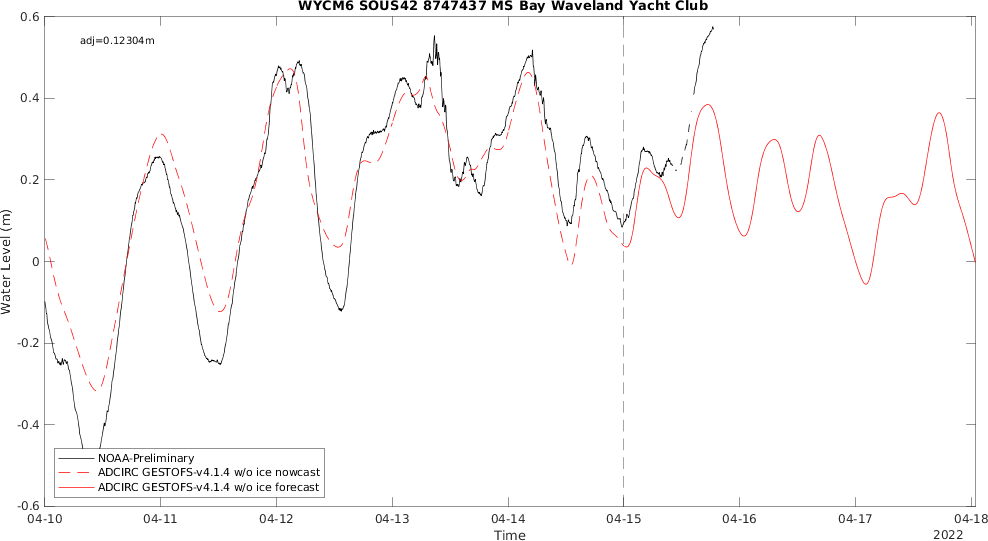 WYCM6 SOUS42 8747437 MS Bay Waveland Yacht Club
adj=0.12304m
0.6
0.4
0.2
0
-0.2
-0.4
-0.6
Water Level (m)
NOAA-Preliminary
ADCIRC GESTOFS-v4.1.4 w/o ice nowcast
ADCIRC GESTOFS-v4.1.4 w/o ice forecast
04-10 04-11 04-12 04-13 04-14 04-15 04-16 04-17 04-18
Time
2022